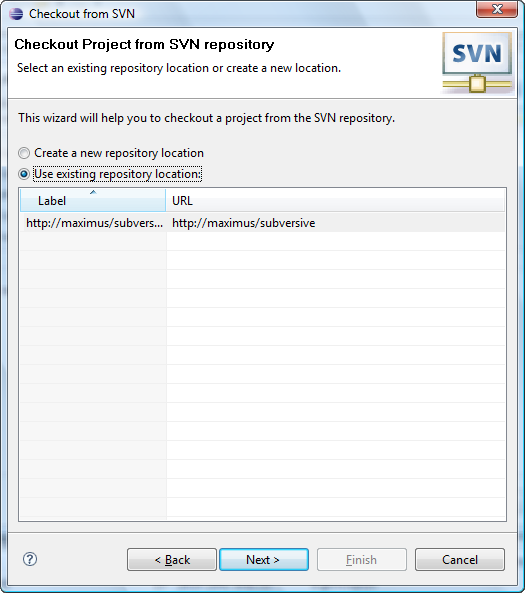 Checkout from SVN
Checkout Project from SVN repository
Select an existing repository location or create a new location.
SVN
This wizard will help you to checkout a project from the SVN repository.
Create a new repository location
Use existing repository location:
Label URL
http://maximus/subvers... http://maximus/subversive
? < Back Next > Finish Cancel